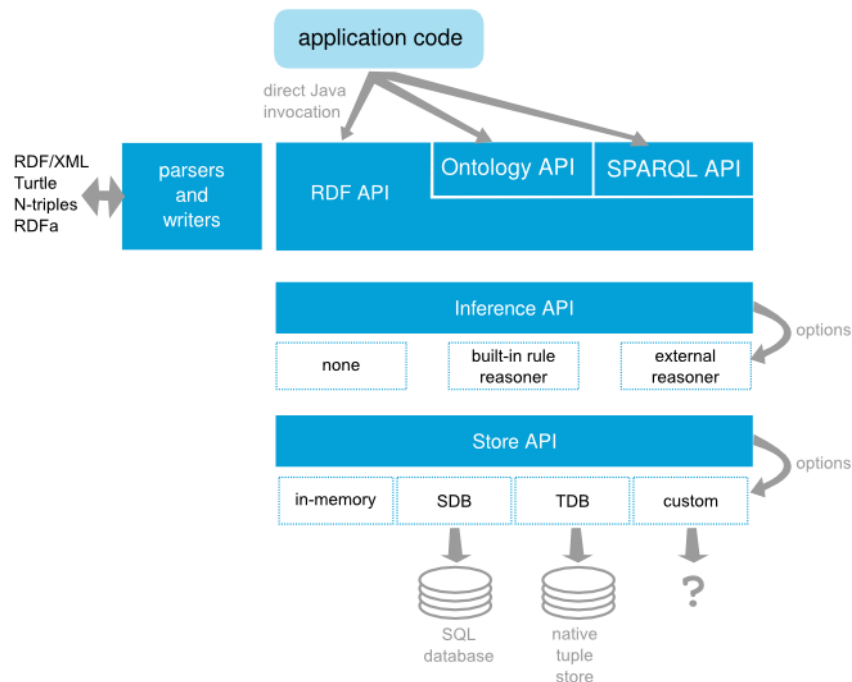 application code
direct Java
invocation
RDF/XML
Turtle
N-triples
RDFa
parsers
and
writers
RDF API
Ontology API
SPARQL API
Inference API
options
none
built-in rule
reasoner
external
reasoner
Store API
options
in-memory
SDB
TDB
custom
SQL
database
native
tuple
store
?